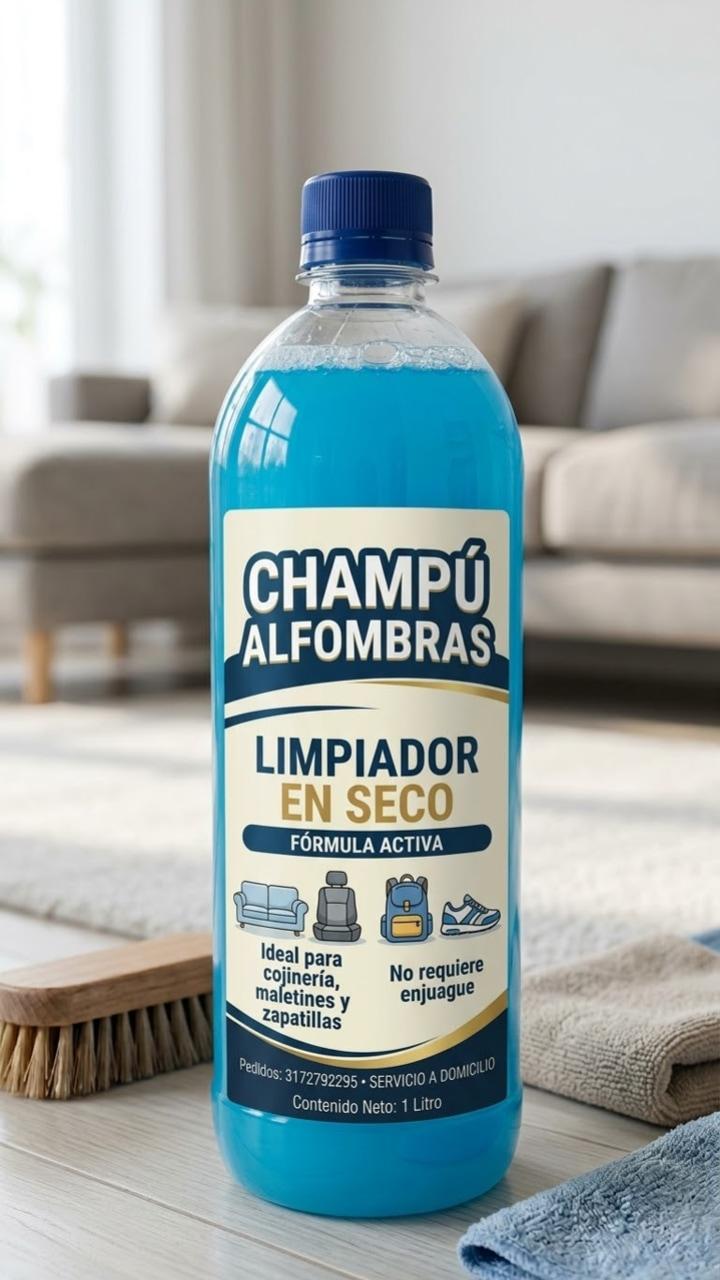 CHAMPÚ
ALFOMBRAS
LIMPIADOR
EN SECO
FÓRMULA ACTIVA
Ideal para
cojinería,
maletines y
zapatillas
No requiere
enjuague
Pedidos: 3172792295 • SERVICIO A DOMICILIO
Contenido Neto: 1 Litro